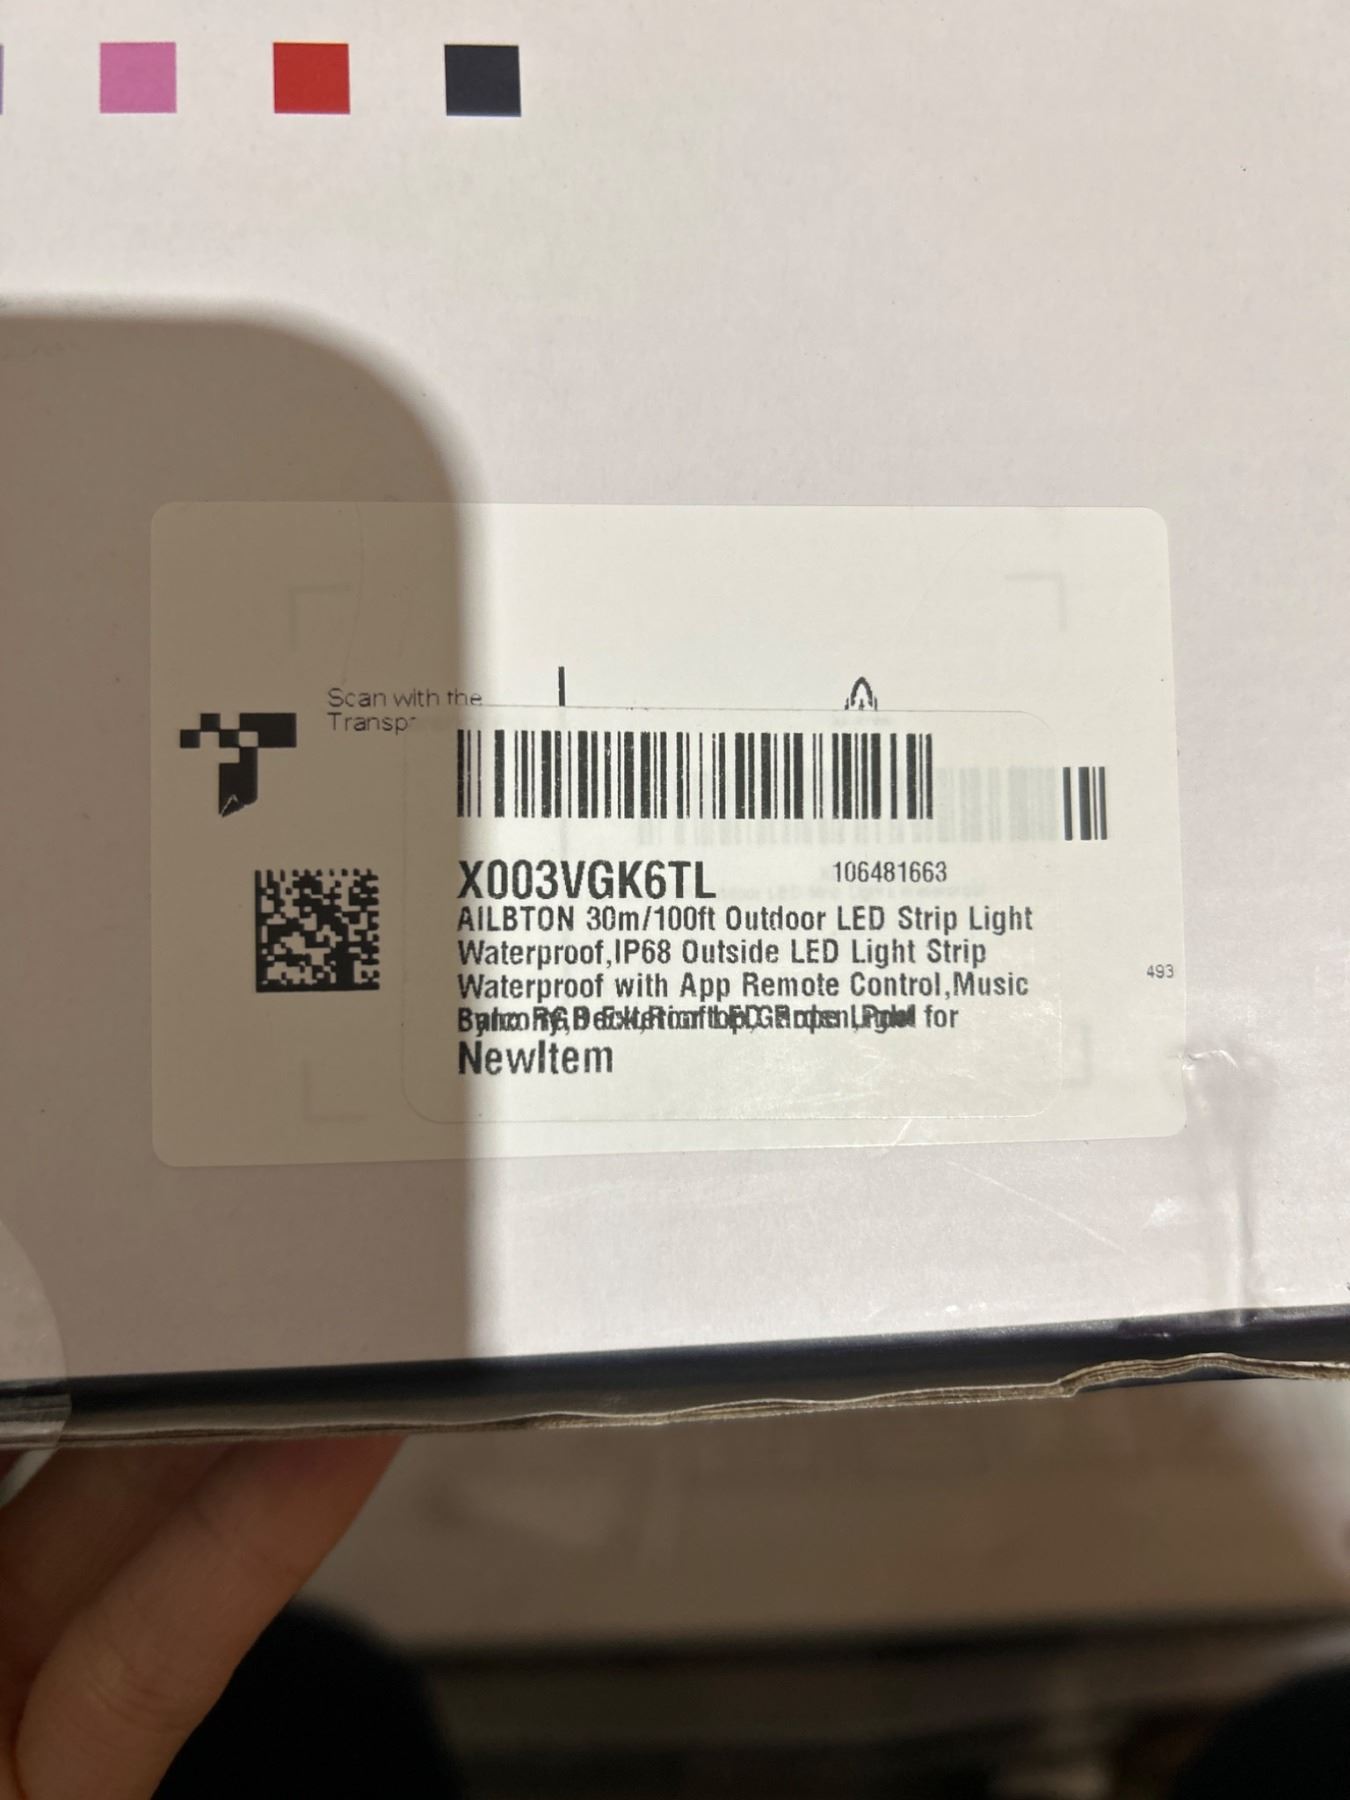 Scan with the
Transp
X003VGK6TL
106481663
AILBTON 30m/100ft Outdoor LED Strip Light
Waterproof,IP68 Outside LED Light Strip
Waterproof with App Remote Control,Music
for
NewItem
493